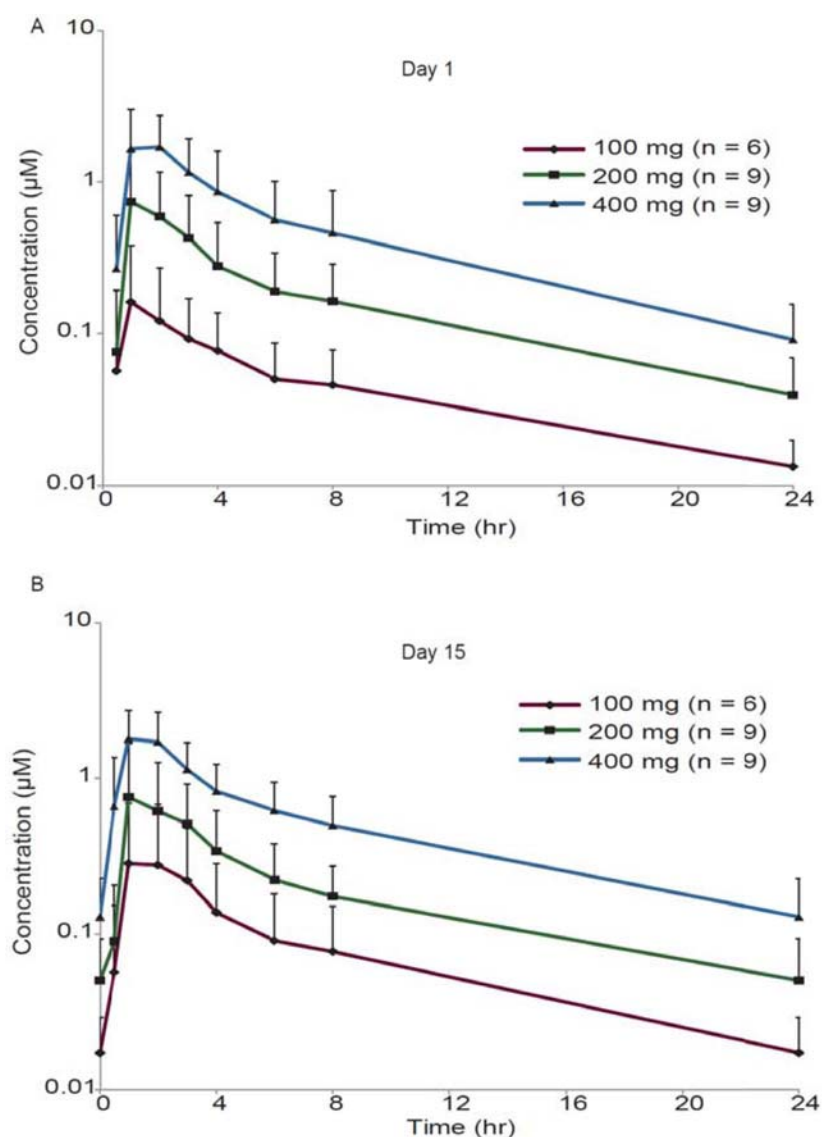 A
Day 1
10
1
0.1
0.01
Concentration (µM)
100 mg (n = 6)
200 mg (n = 9)
400 mg (n = 9)
0 4 8 12 16 20 24
Time (hr)
B
Day 15
10
1
0.1
0.01
Concentration (µM)
100 mg (n = 6)
200 mg (n = 9)
400 mg (n = 9)
0 4 8 12 16 20 24
Time (hr)